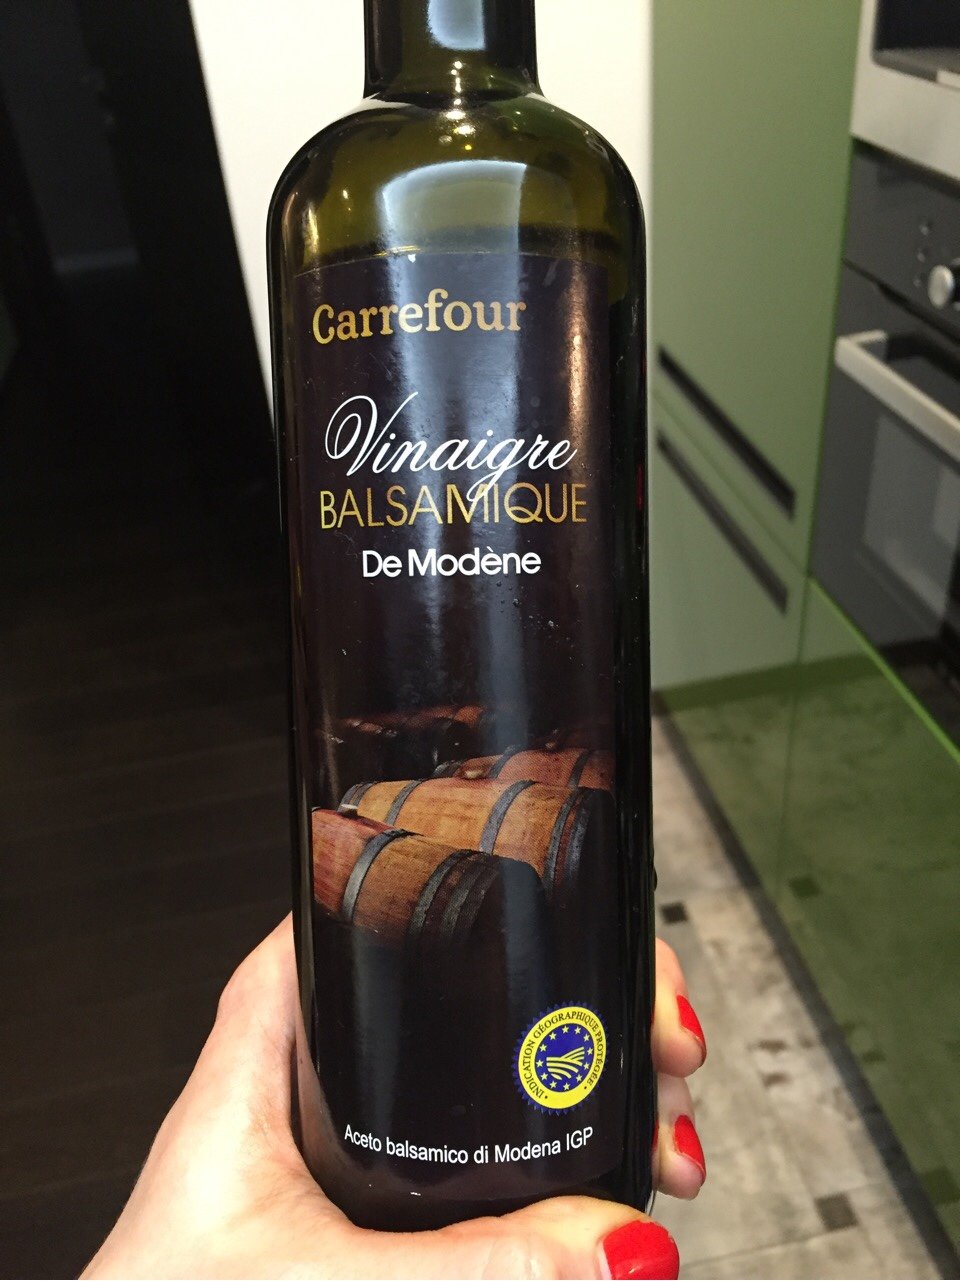 Carrefour
Vinaigre
BALSAMIQUE
De Modène
INDICATION GÉOGRAPHIQUE PROTÉGÉE
Aceto balsamico di Modena IGP